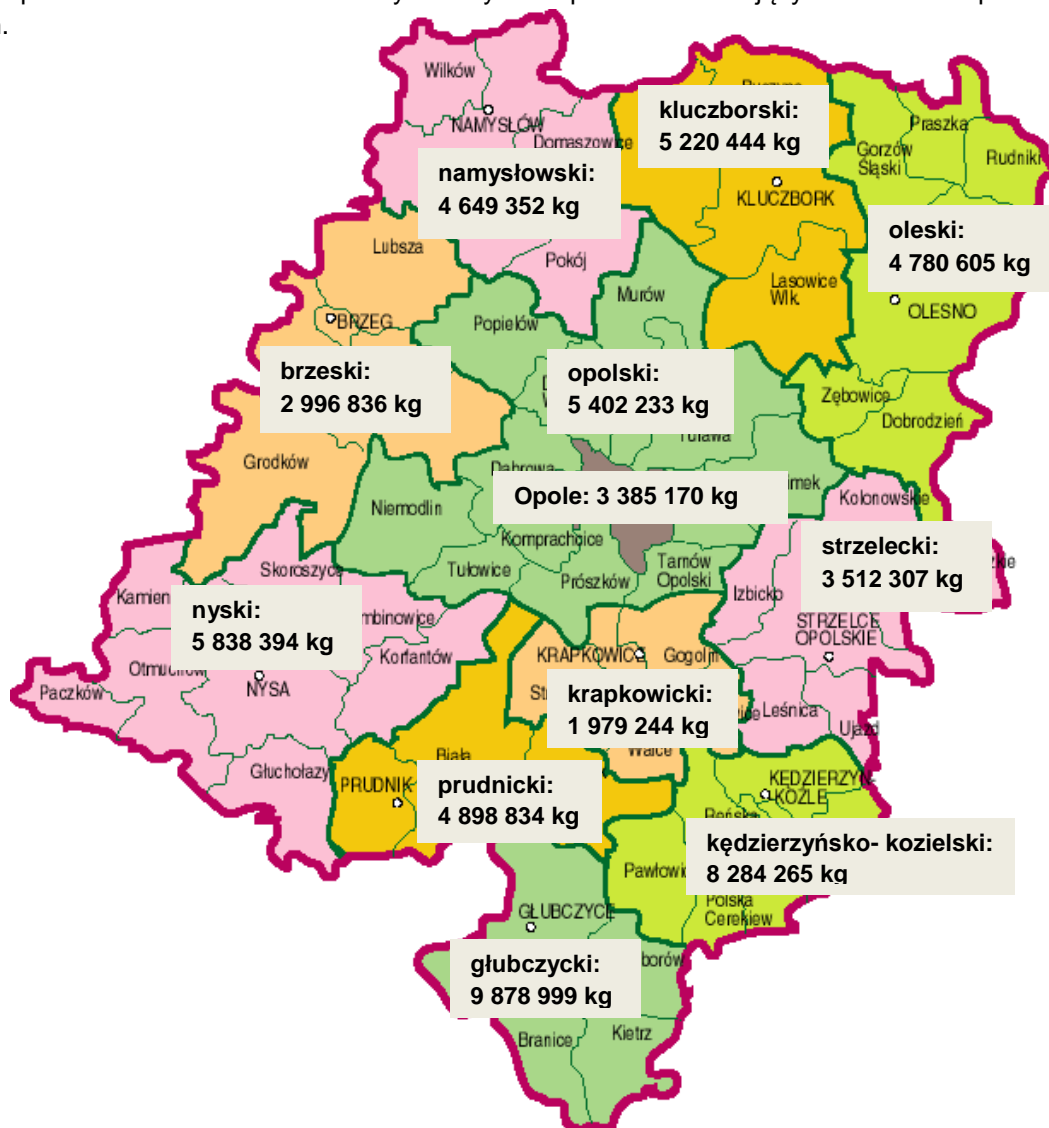 Wilków
NAMYSŁÓW
Domaszowice
namysłowski:
4 649 352 kg
kluczborski:
5 220 444 kg
KLUCZBORK
Praszka
Gorzów
Śląski
Rudniki
oleski:
4 780 605 kg
OLESNO
Lubsza
Pokój
Murów
Lasowice
Wlk.
BRZEG
Popielów
brzeski:
2 996 836 kg
opolski:
5 402 233 kg
Zębowice
Dobrodzień
Grodków
Niemodlin
Opole: 3 385 170 kg
Kolonowskie
Komprachcice
Tułowice
Prószków
Tarnów
Opolski
strzelecki:
3 512 307 kg
Izbicko
STRZELCE
OPOLSKIE
Skoroszyce
nyski:
5 838 394 kg
Korfantów
Otmuchów
Paczków
NYSA
KRAPKOWICE
Gogolin
krapkowicki:
1 979 244 kg
Leśnica
Ujazd
Walce
Głuchołazy
Biała
PRUDNIK
prudnicki:
4 898 834 kg
KĘDZIERZYN-
KOŹLE
kędzierzyńsko- kozielski:
8 284 265 kg
Polska
Cerekiew
GŁUBCZYCE
głubczycki:
9 878 999 kg
Branice
Kietrz